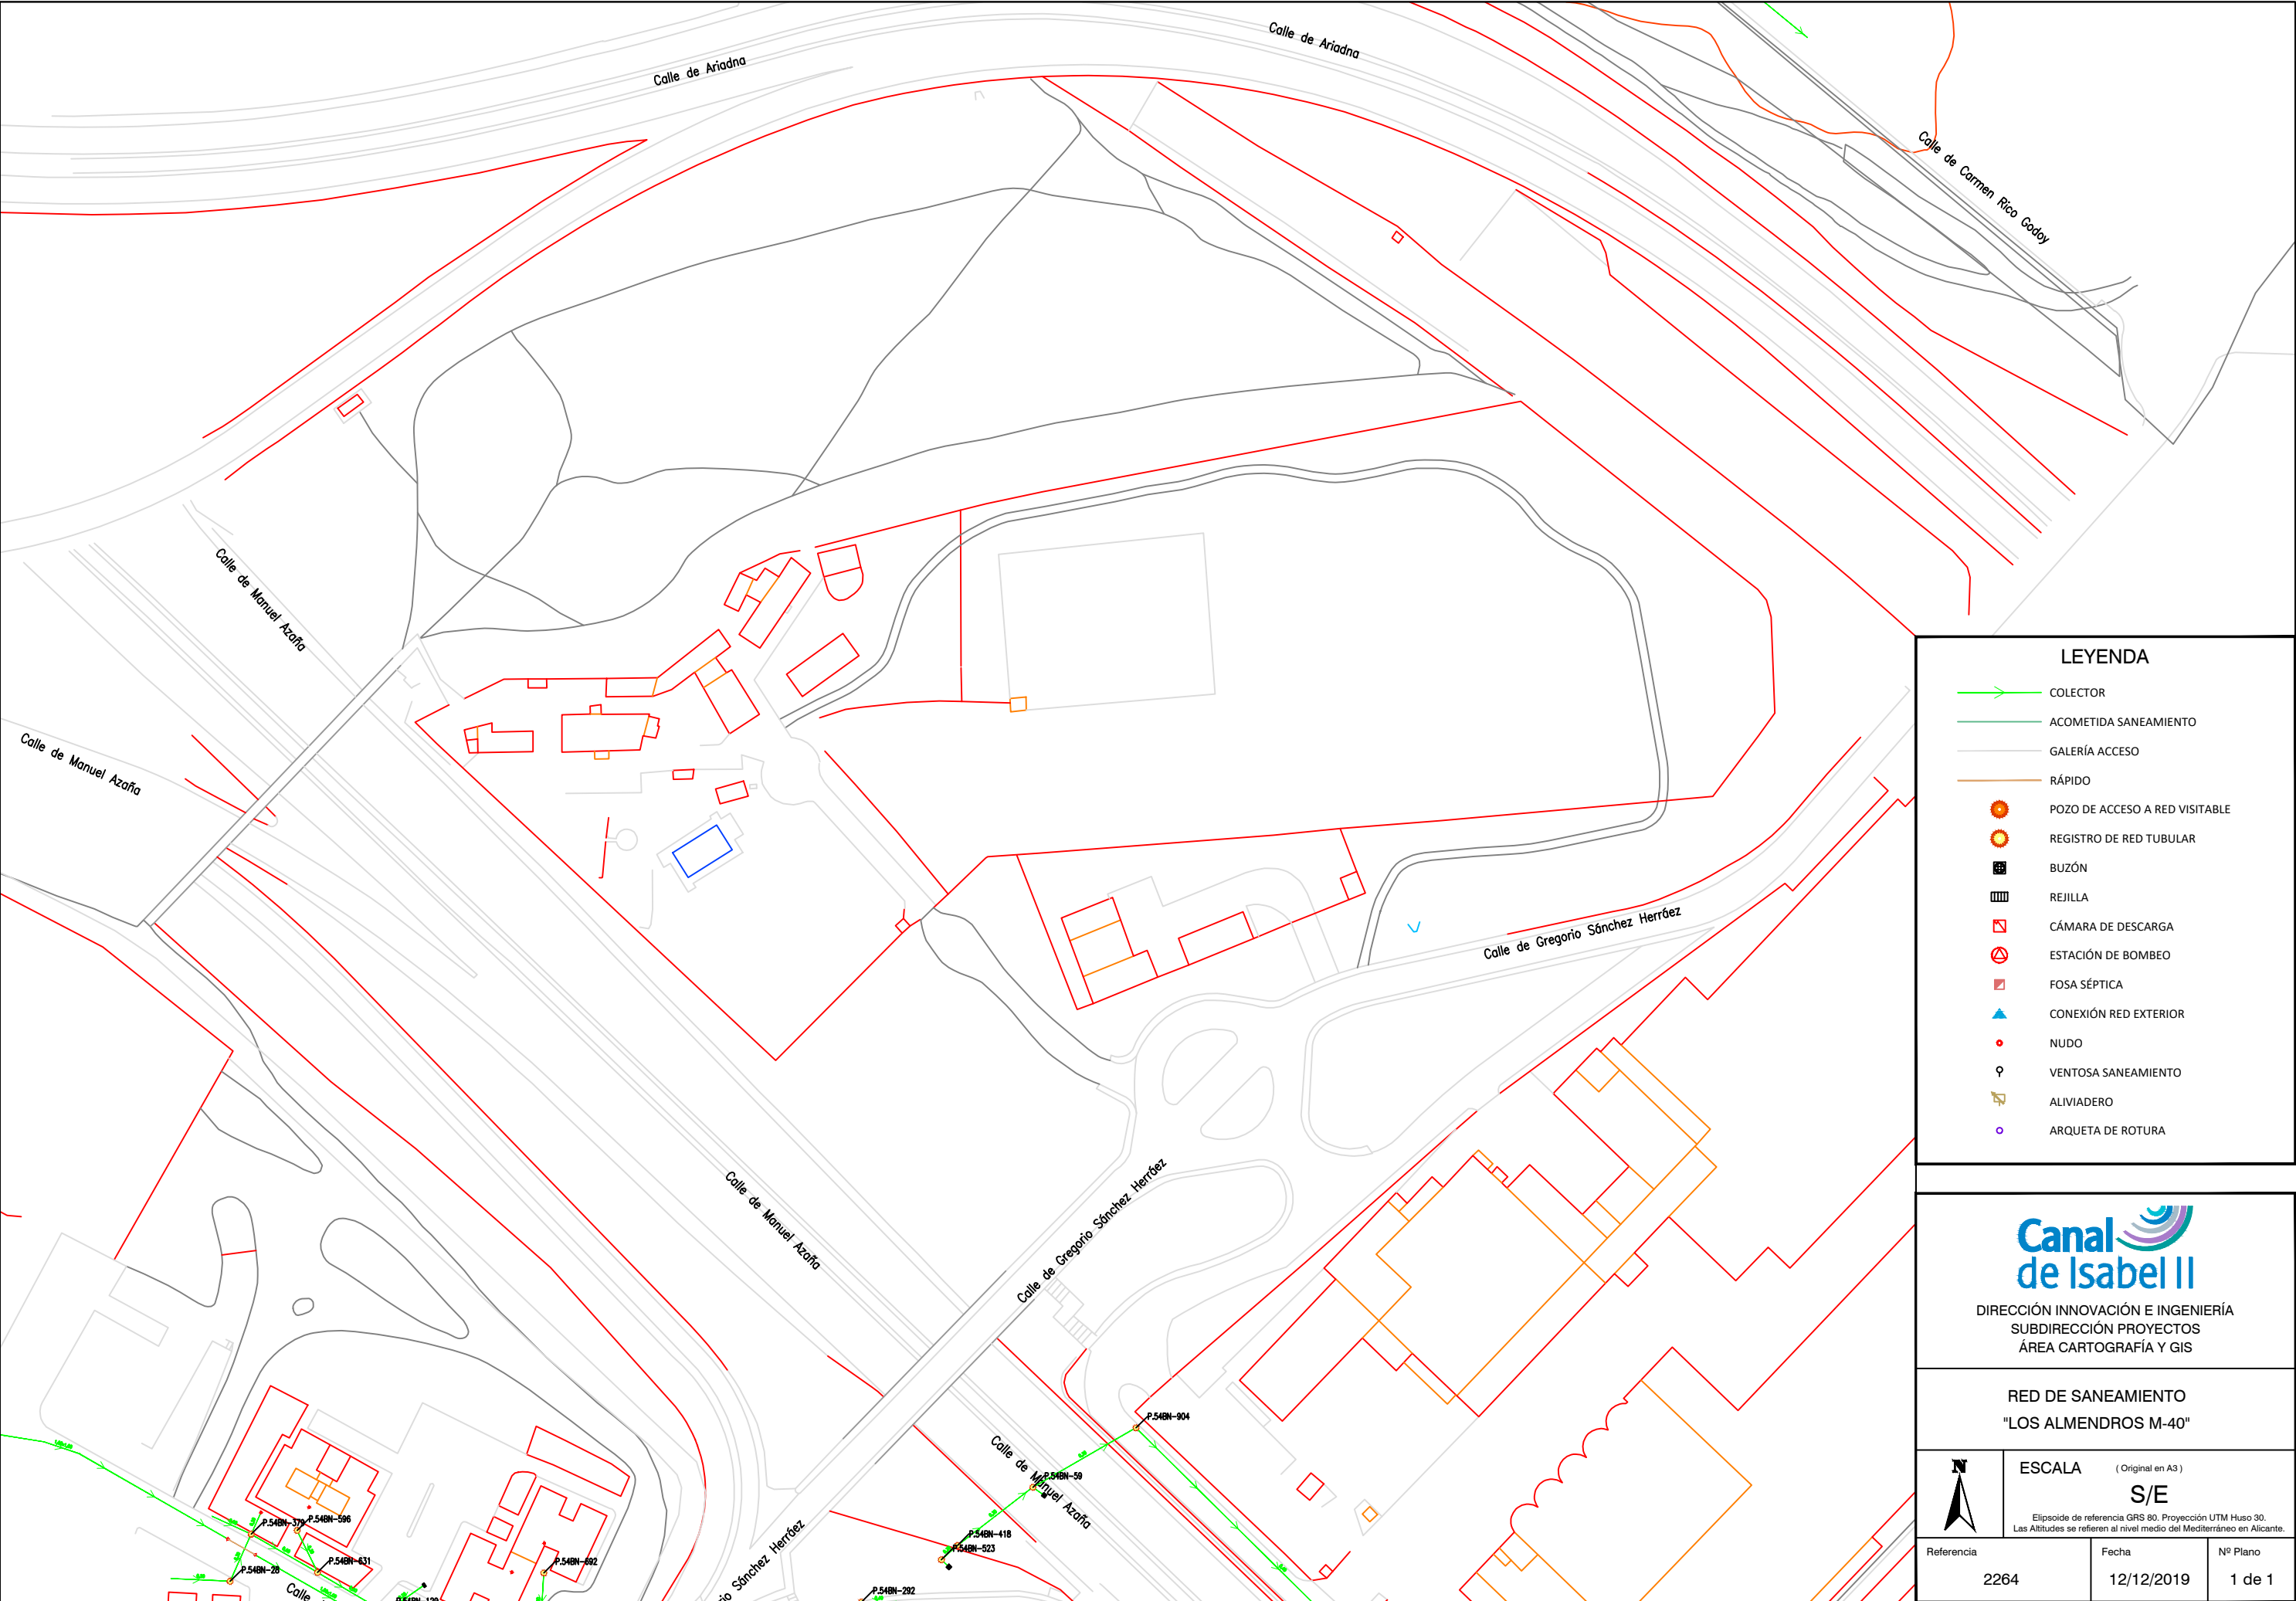 Calle de Ariadna
Calle de Ariadna
Calle de Carmen Rico Godoy
Calle de Manuel Azaña
Calle de Manuel Azaña
Calle de Gregorio Sánchez Herráez
Calle de Manuel Azaña
Calle de Gregorio Sánchez Herráez
Calle de Manuel Azaña
rio Sánchez Herráez
Calle
P.54BN-904
P.54BN-59
P.54BN-418
P.54BN-523
P.54BN-292
P.54BN-379
P.54BN-596
P.54BN-631
P.54BN-28
P.54BN-692
LEYENDA
COLECTOR
ACOMETIDA SANEAMIENTO
GALERÍA ACCESO
RÁPIDO
POZO DE ACCESO A RED VISITABLE
REGISTRO DE RED TUBULAR
BUZÓN
REJILLA
CÁMARA DE DESCARGA
ESTACIÓN DE BOMBEO
FOSA SÉPTICA
CONEXIÓN RED EXTERIOR
NUDO
VENTOSA SANEAMIENTO
ALIVIADERO
ARQUETA DE ROTURA
Canal
de Isabel II
DIRECCIÓN INNOVACIÓN E INGENIERÍA
SUBDIRECCIÓN PROYECTOS
ÁREA CARTOGRAFÍA Y GIS
RED DE SANEAMIENTO
"LOS ALMENDROS M-40"
N
ESCALA ( Original en A3 )
S/E
Elipsoide de referencia GRS 80. Proyección UTM Huso 30.
Las Altitudes se refieren al nivel medio del Mediterráneo en Alicante.
Referencia Fecha Nº Plano
2264 12/12/2019 1 de 1